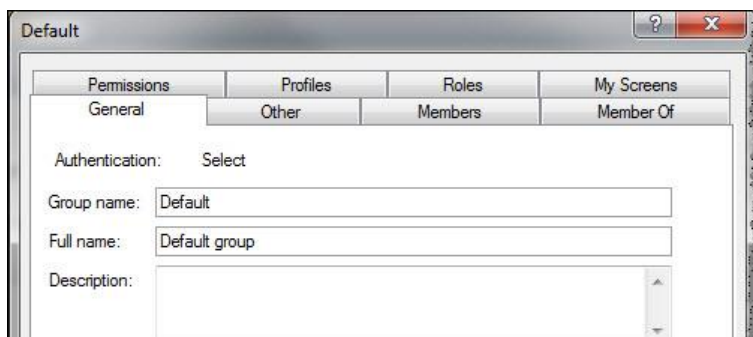 Default
Permissions Profiles Roles My Screens
General Other Members Member Of
Authentication: Select
Group name: Default
Full name: Default group
Description: